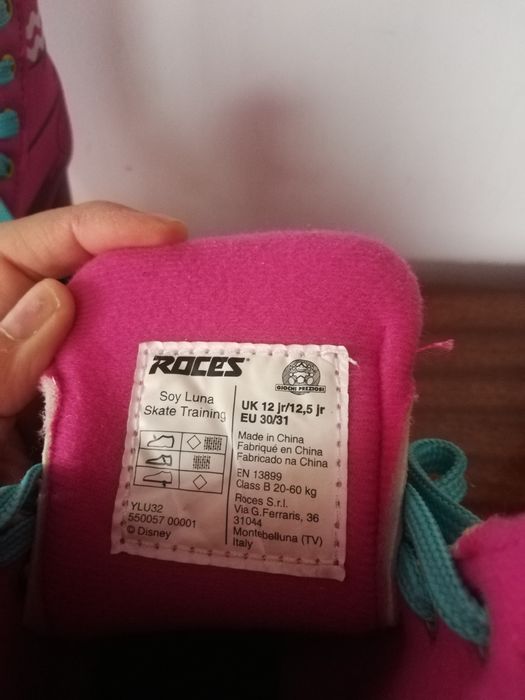 ROCES
Soy Luna
Skate Training
YLU32
550057 00001
© Disney
GIOCHI PREZIOSI
UK 12 jr/12,5 jr
EU 30/31
Made in China
Fabriqué en China
Fabricado na China
EN 13899
Class B 20-60 kg
Roces S.r.l.
Via G.Ferraris, 36
31044
Montebelluna (TV)
Italy